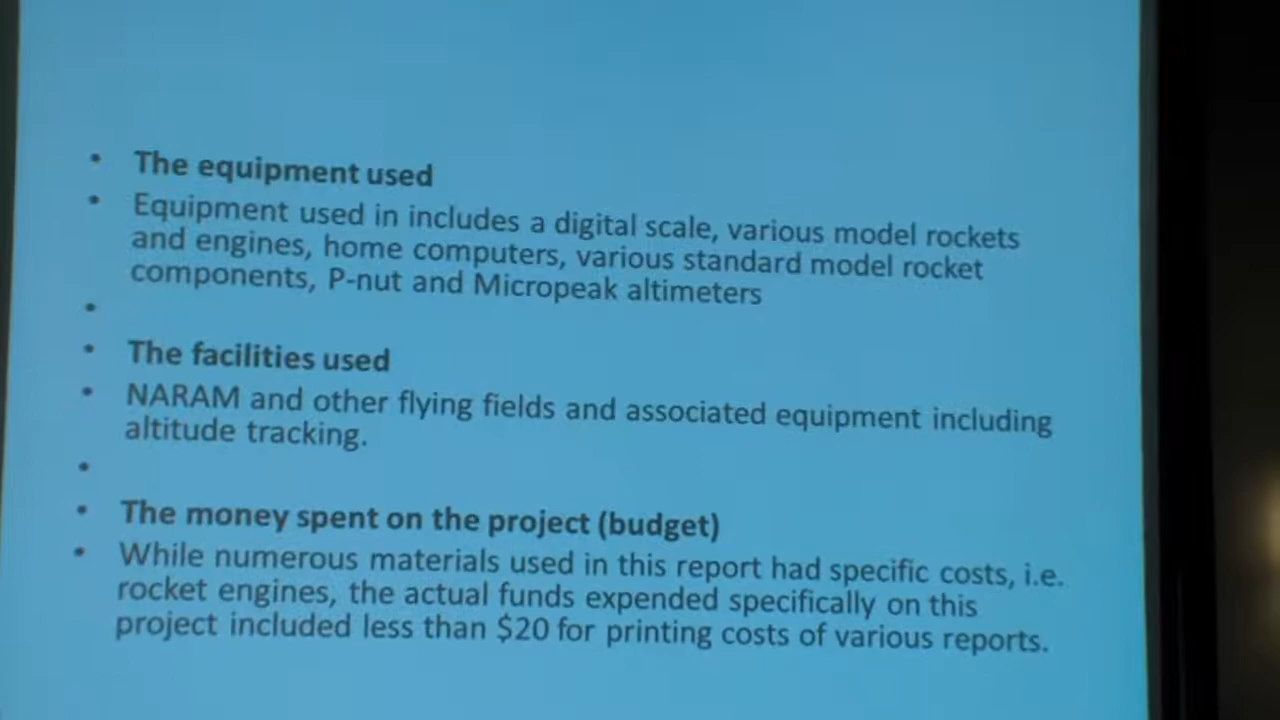 • The equipment used
• Equipment used in includes a digital scale, various model rockets
and engines, home computers, various standard model rocket
components, P-nut and Micropeak altimeters
•
• The facilities used
• NARAM and other flying fields and associated equipment including
altitude tracking.
•
• The money spent on the project (budget)
• While numerous materials used in this report had specific costs, i.e.
rocket engines, the actual funds expended specifically on this
project included less than $20 for printing costs of various reports.